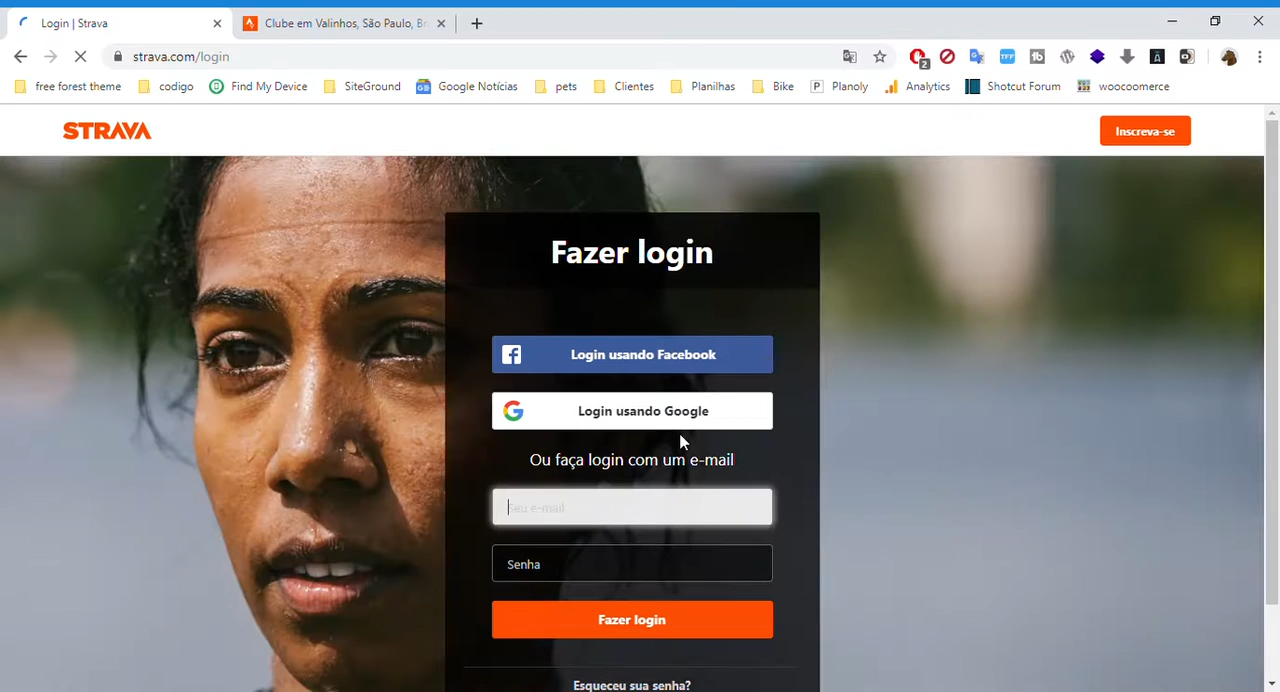 Login | Strava
Clube em Valinhos, São Paulo, Br
strava.com/login
2
TFF
free forest theme
codigo
Find My Device
SiteGround
Google Notícias
pets
Clientes
Planilhas
Bike
Planoly
Analytics
Shotcut Forum
woocoomerce
STRAVA
Inscreva-se
Fazer login
Login usando Facebook
Login usando Google
Ou faça login com um e-mail
Seu e-mail
Senha
Fazer login
Esqueceu sua senha?